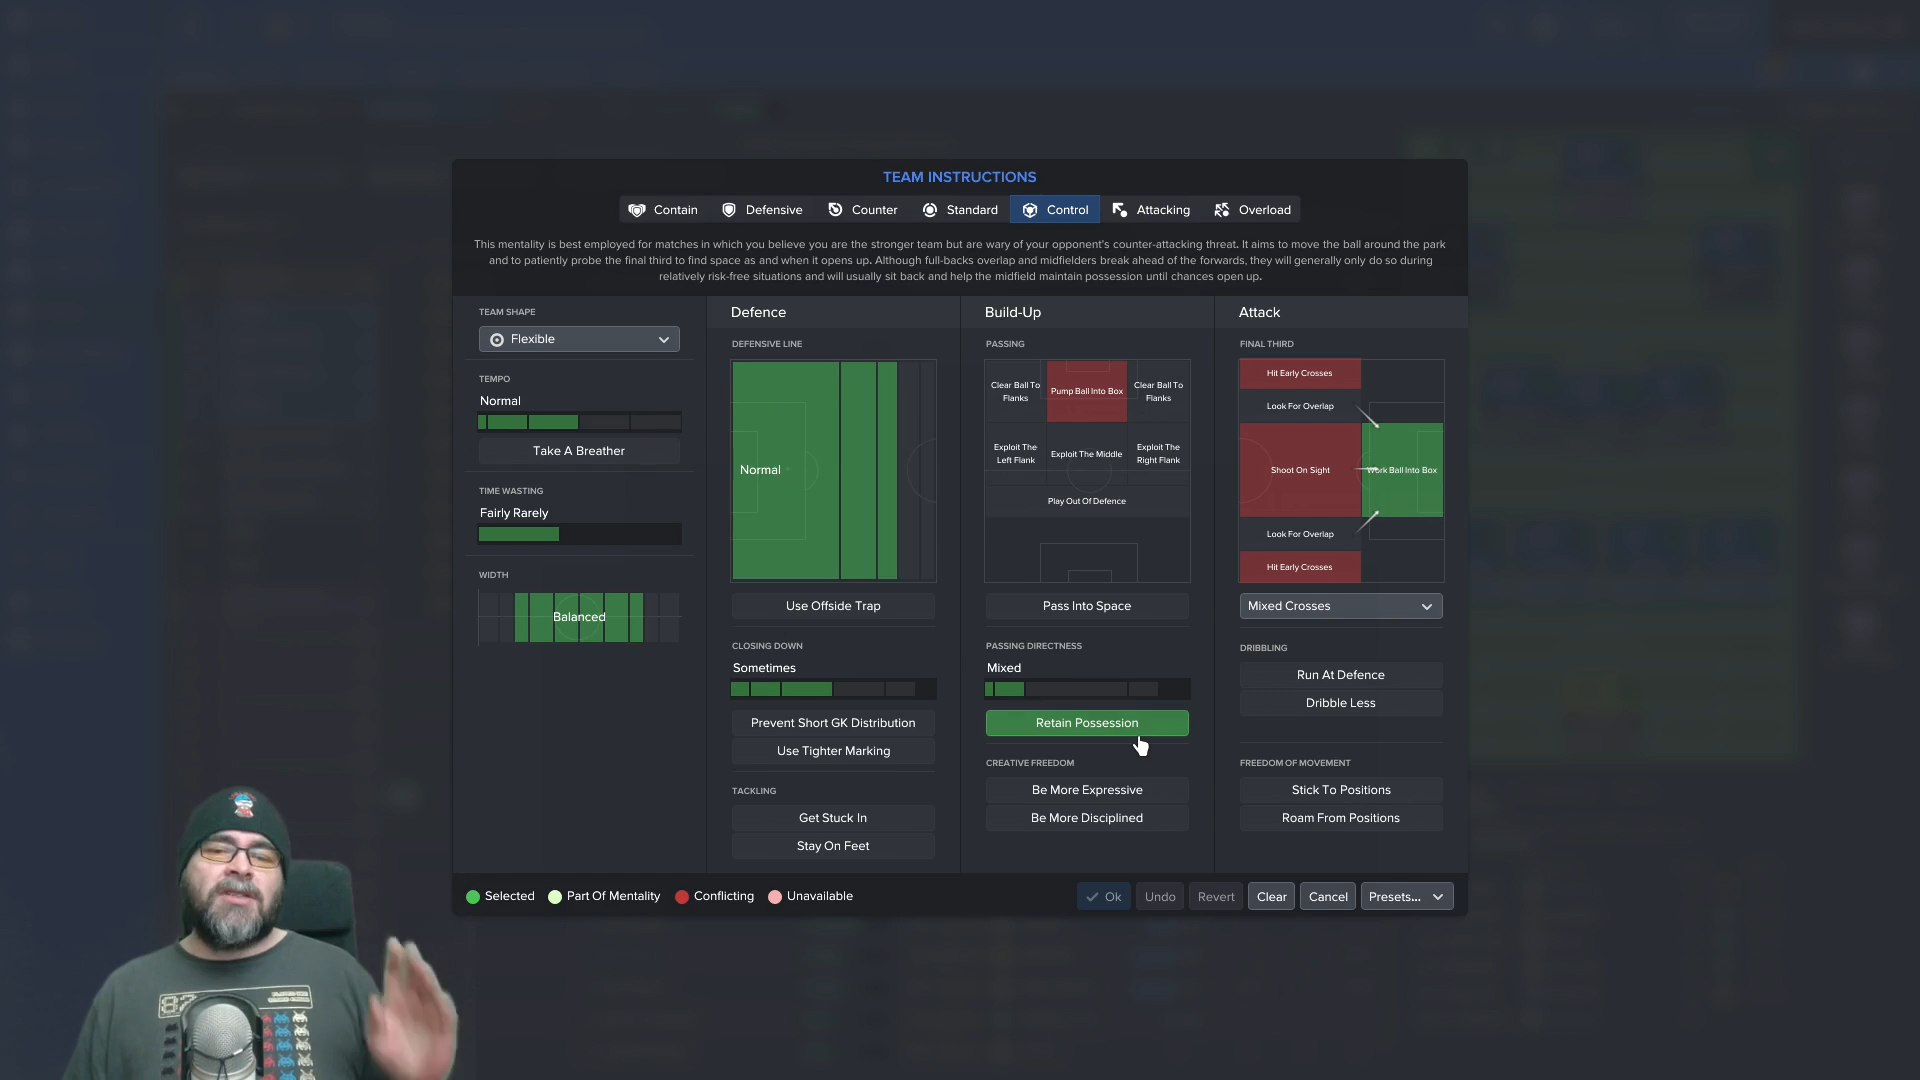 TEAM INSTRUCTIONS
Contain Defensive Counter Standard Control Attacking Overload
This mentality is best employed for matches in which you believe you are the stronger team but are wary of your opponent's counter-attacking threat. It aims to move the ball around the park
and to patiently probe the final third to find space as and when it opens up. Although full-backs overlap and midfielders break ahead of the forwards, they will generally only do so during
relatively risk-free situations and will usually sit back and help the midfield maintain possession until chances open up.
TEAM SHAPE
Flexible
TEMPO
Normal
Take A Breather
TIME WASTING
Fairly Rarely
WIDTH
Balanced
Defence
DEFENSIVE LINE
Normal
Use Offside Trap
CLOSING DOWN
Sometimes
Prevent Short GK Distribution
Use Tighter Marking
TACKLING
Get Stuck In
Stay On Feet
Build-Up
PASSING
Clear Ball To
Flanks
Pump Ball Into Box
Clear Ball To
Flanks
Exploit The
Left Flank
Exploit The Middle
Exploit The
Right Flank
Play Out Of Defence
Pass Into Space
PASSING DIRECTNESS
Mixed
Retain Possession
CREATIVE FREEDOM
Be More Expressive
Be More Disciplined
Attack
FINAL THIRD
Hit Early Crosses
Look For Overlap
Shoot On Sight
Work Ball Into Box
Look For Overlap
Hit Early Crosses
Mixed Crosses
DRIBBLING
Run At Defence
Dribble Less
FREEDOM OF MOVEMENT
Stick To Positions
Roam From Positions
Selected Part Of Mentality Conflicting Unavailable
Ok Undo Revert Clear Cancel Presets...